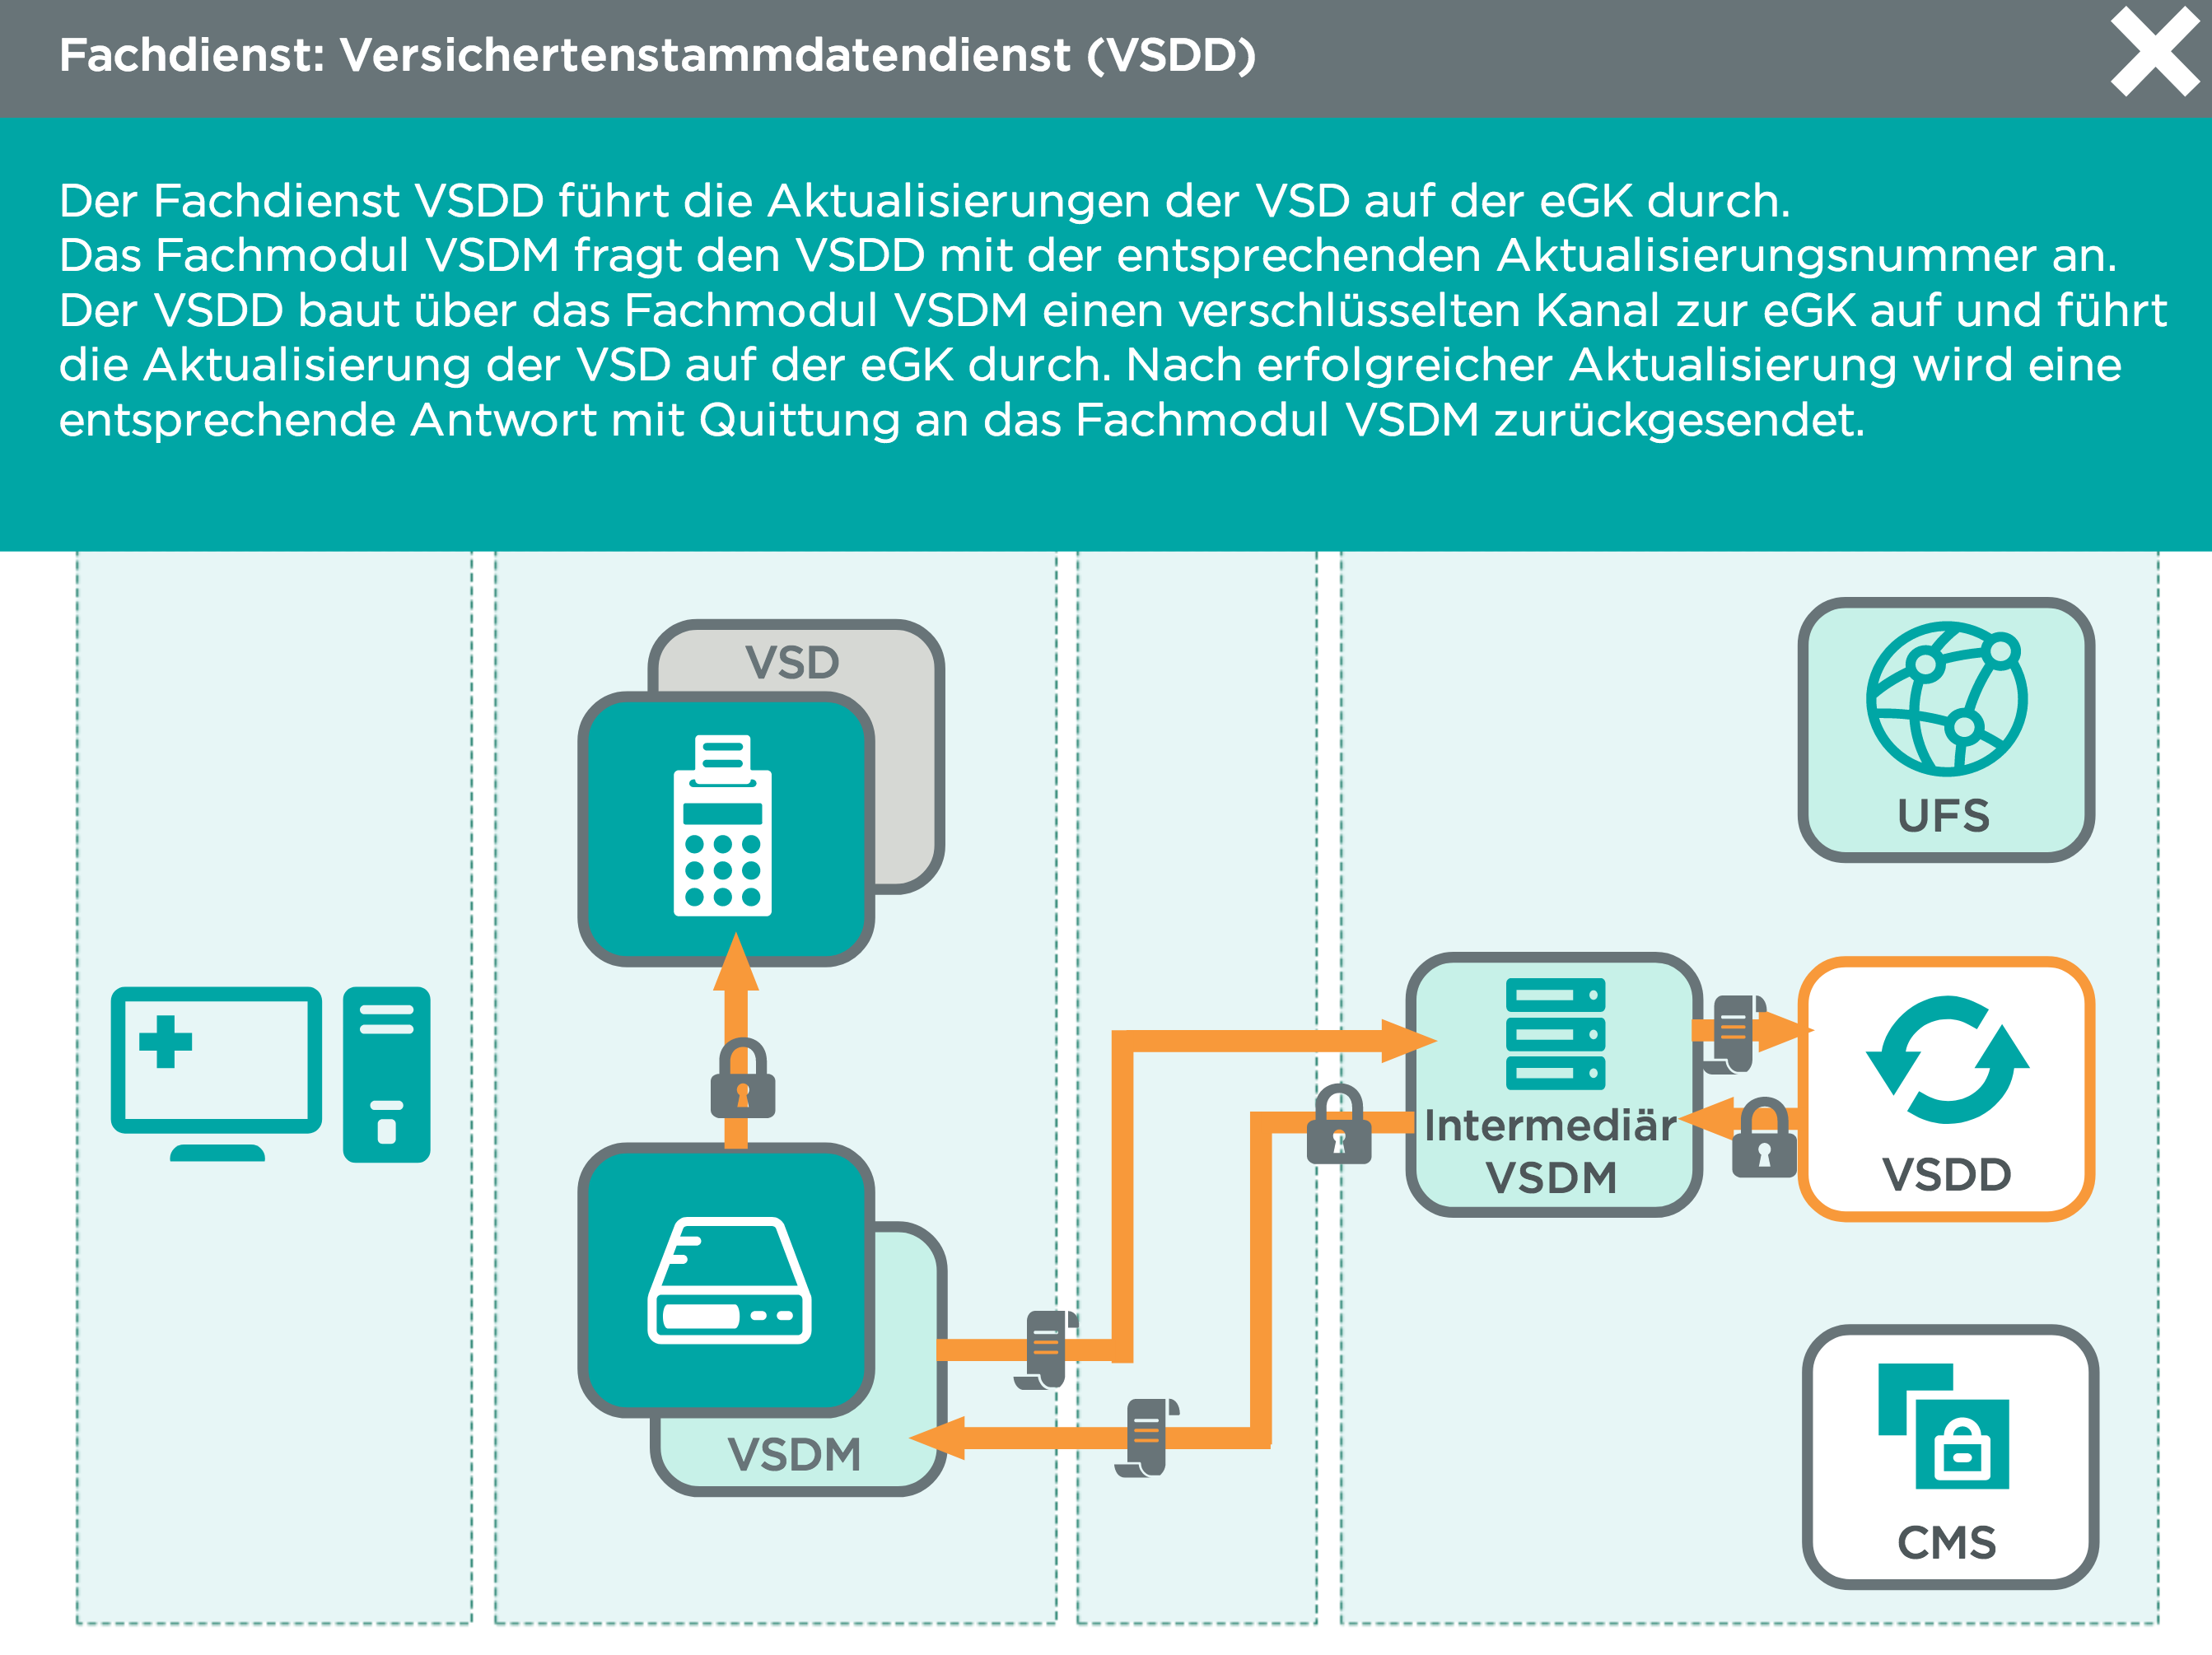 Fachdienst: Versichertenstammdatendienst (VSDD)
Der Fachdienst VSDD führt die Aktualisierungen der VSD auf der eGK durch.
Das Fachmodul VSDM fragt den VSDD mit der entsprechenden Aktualisierungsnummer an.
Der VSDD baut über das Fachmodul VSDM einen verschlüsselten Kanal zur eGK auf und führt
die Aktualisierung der VSD auf der eGK durch. Nach erfolgreicher Aktualisierung wird eine
entsprechende Antwort mit Quittung an das Fachmodul VSDM zurückgesendet.
VSD
UFS
Intermediär
VSDM
VSDD
VSDM
CMS